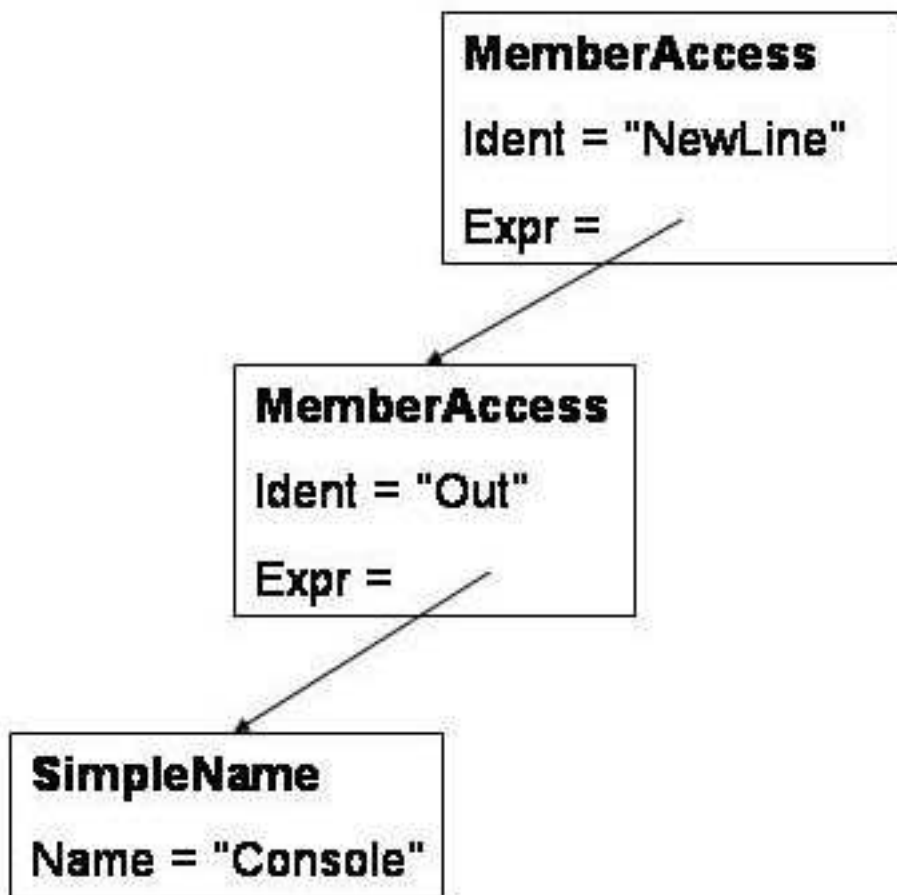 MemberAccess
Ident = "NewLine"
Expr =
MemberAccess
Ident = "Out"
Expr =
SimpleName
Name = "Console"